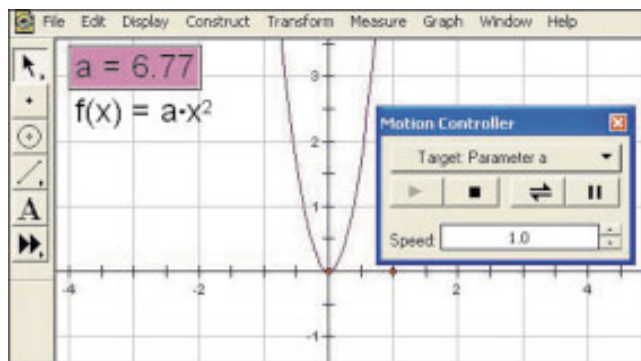 File Edit Display Construct Transform Measure Graph Window Help
a = 6.77
f(x) = a·x²
Motion Controller
Target: Parameter a
Speed: 1.0
A
3
2
1
-4 -2 2 4
-1